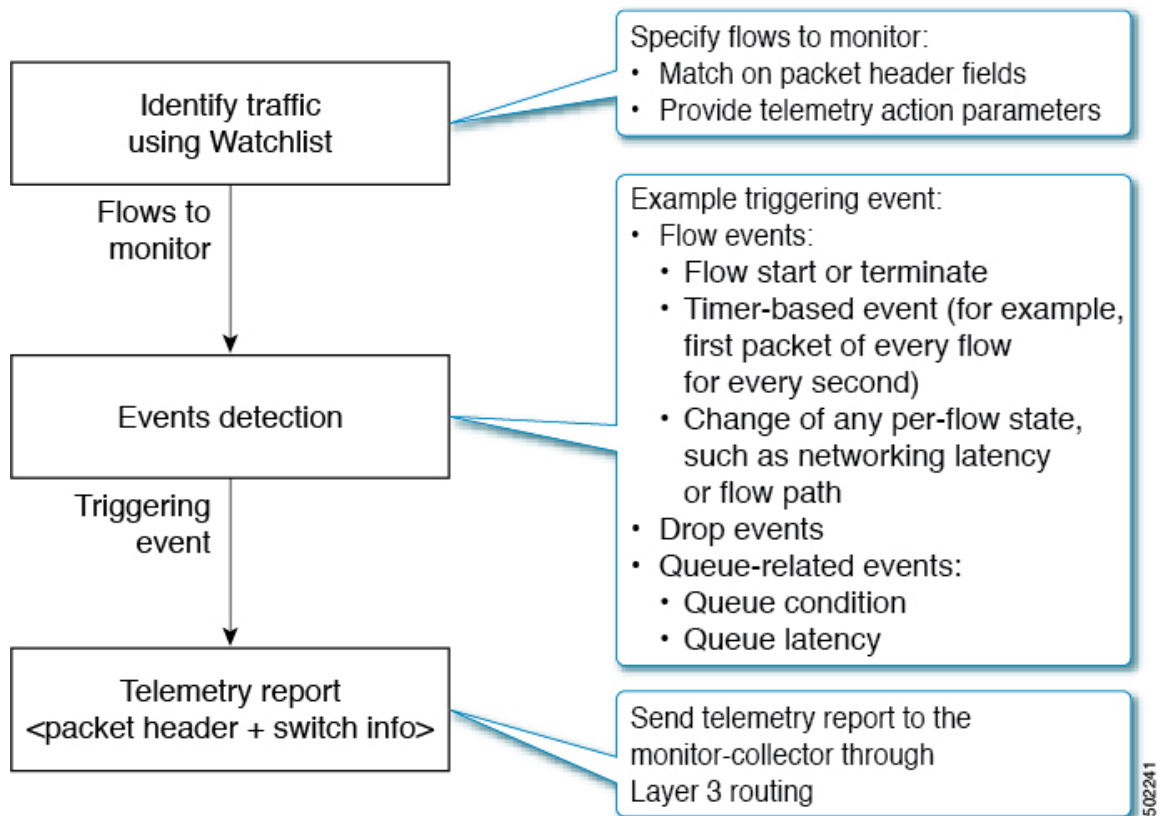 Identify traffic
using Watchlist
Specify flows to monitor:
• Match on packet header fields
• Provide telemetry action parameters
Flows to
monitor
Events detection
Example triggering event:
• Flow events:
• Flow start or terminate
• Timer-based event (for example,
first packet of every flow
for every second)
• Change of any per-flow state,
such as networking latency
or flow path
• Drop events
• Queue-related events:
• Queue condition
• Queue latency
Triggering
event
Telemetry report
<packet header + switch info>
Send telemetry report to the
monitor-collector through
Layer 3 routing
502241